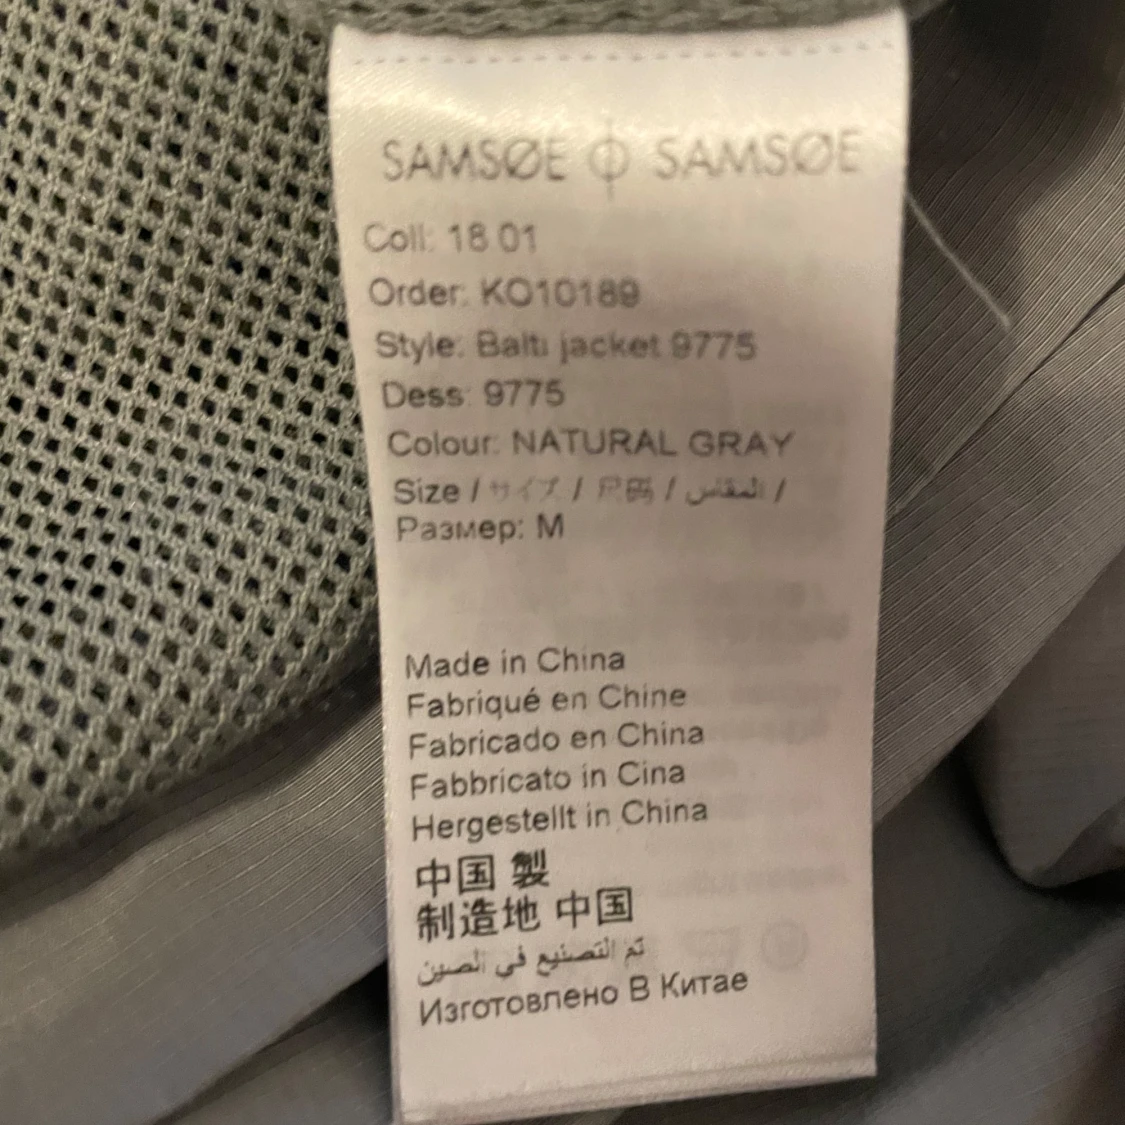 SAMSØE ϕ SAMSØE
Coll: 18.01
Order: KO10189
Style: Balti jacket 9775
Dess: 9775
Colour: NATURAL GRAY
Size / サイズ / 尺码 / المقاس /
Размер: M
Made in China
Fabriqué en Chine
Fabricado en China
Fabbricato in Cina
Hergestellt in China
中国 製
制造地 中国
تم التصنيع في الصين
Изготовлено В Китае